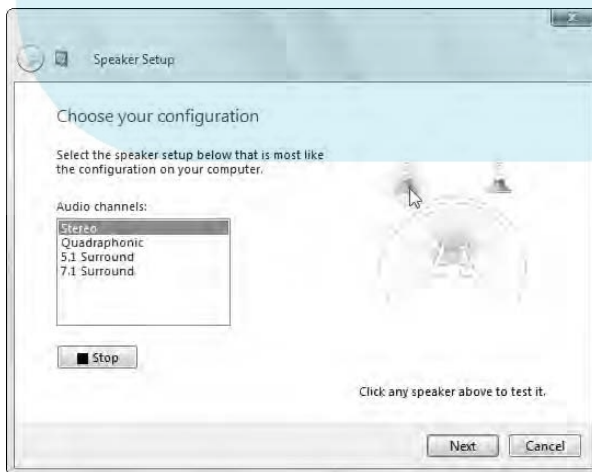 Speaker Setup
Choose your configuration
Select the speaker setup below that is most like
the configuration on your computer.
Audio channels:
Stereo
Quadraphonic
5.1 Surround
7.1 Surround
Stop
Click any speaker above to test it.
Next
Cancel